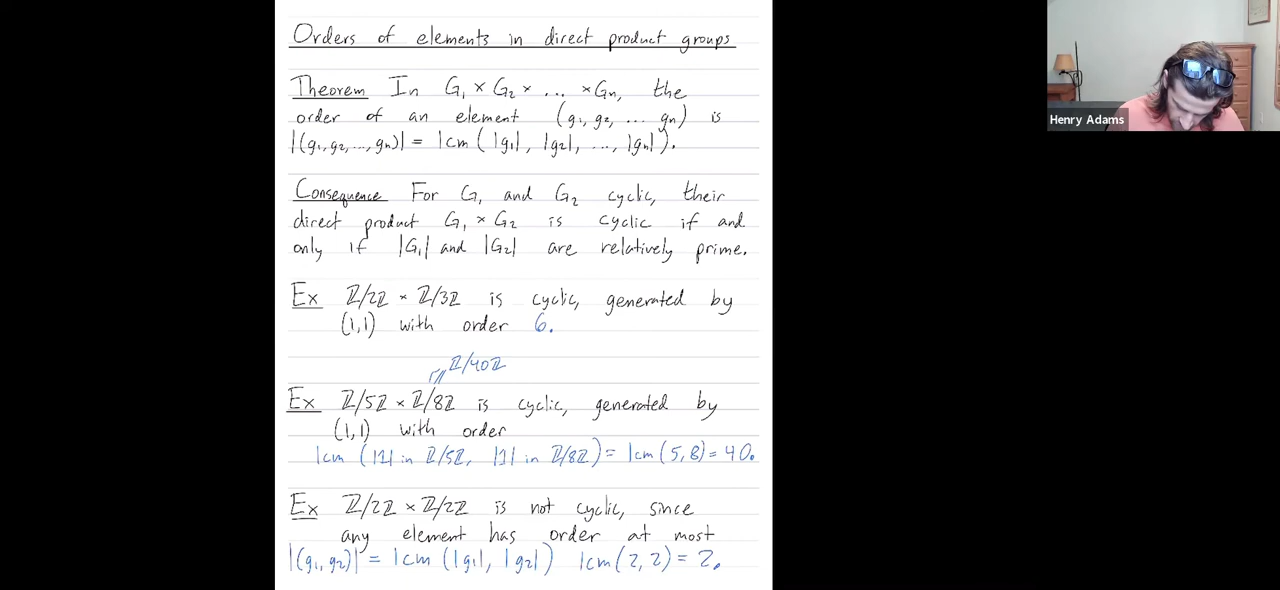 Orders of elements in direct product groups
Theorem In G₁ × G₂ × ... × Gn, the
order of an element (g₁, g₂, ... gn) is
|(g₁, g₂, ..., gn)| = lcm (|g₁|, |g₂|, ..., |gn|).
Consequence For G₁ and G₂ cyclic, their
direct product G₁ × G₂ is cyclic if and
only if |G₁| and |G₂| are relatively prime.
Ex ℤ/2ℤ × ℤ/3ℤ is cyclic, generated by
(1,1) with order 6.
≅ ℤ/40ℤ
Ex ℤ/5ℤ × ℤ/8ℤ is cyclic, generated by
(1,1) with order
lcm (|1| in ℤ/5ℤ, |1| in ℤ/8ℤ) = lcm (5, 8) = 40.
Ex ℤ/2ℤ × ℤ/2ℤ is not cyclic, since
any element has order at most
|(g₁, g₂)| = lcm (|g₁|, |g₂|) lcm (2, 2) = 2.
Henry Adams